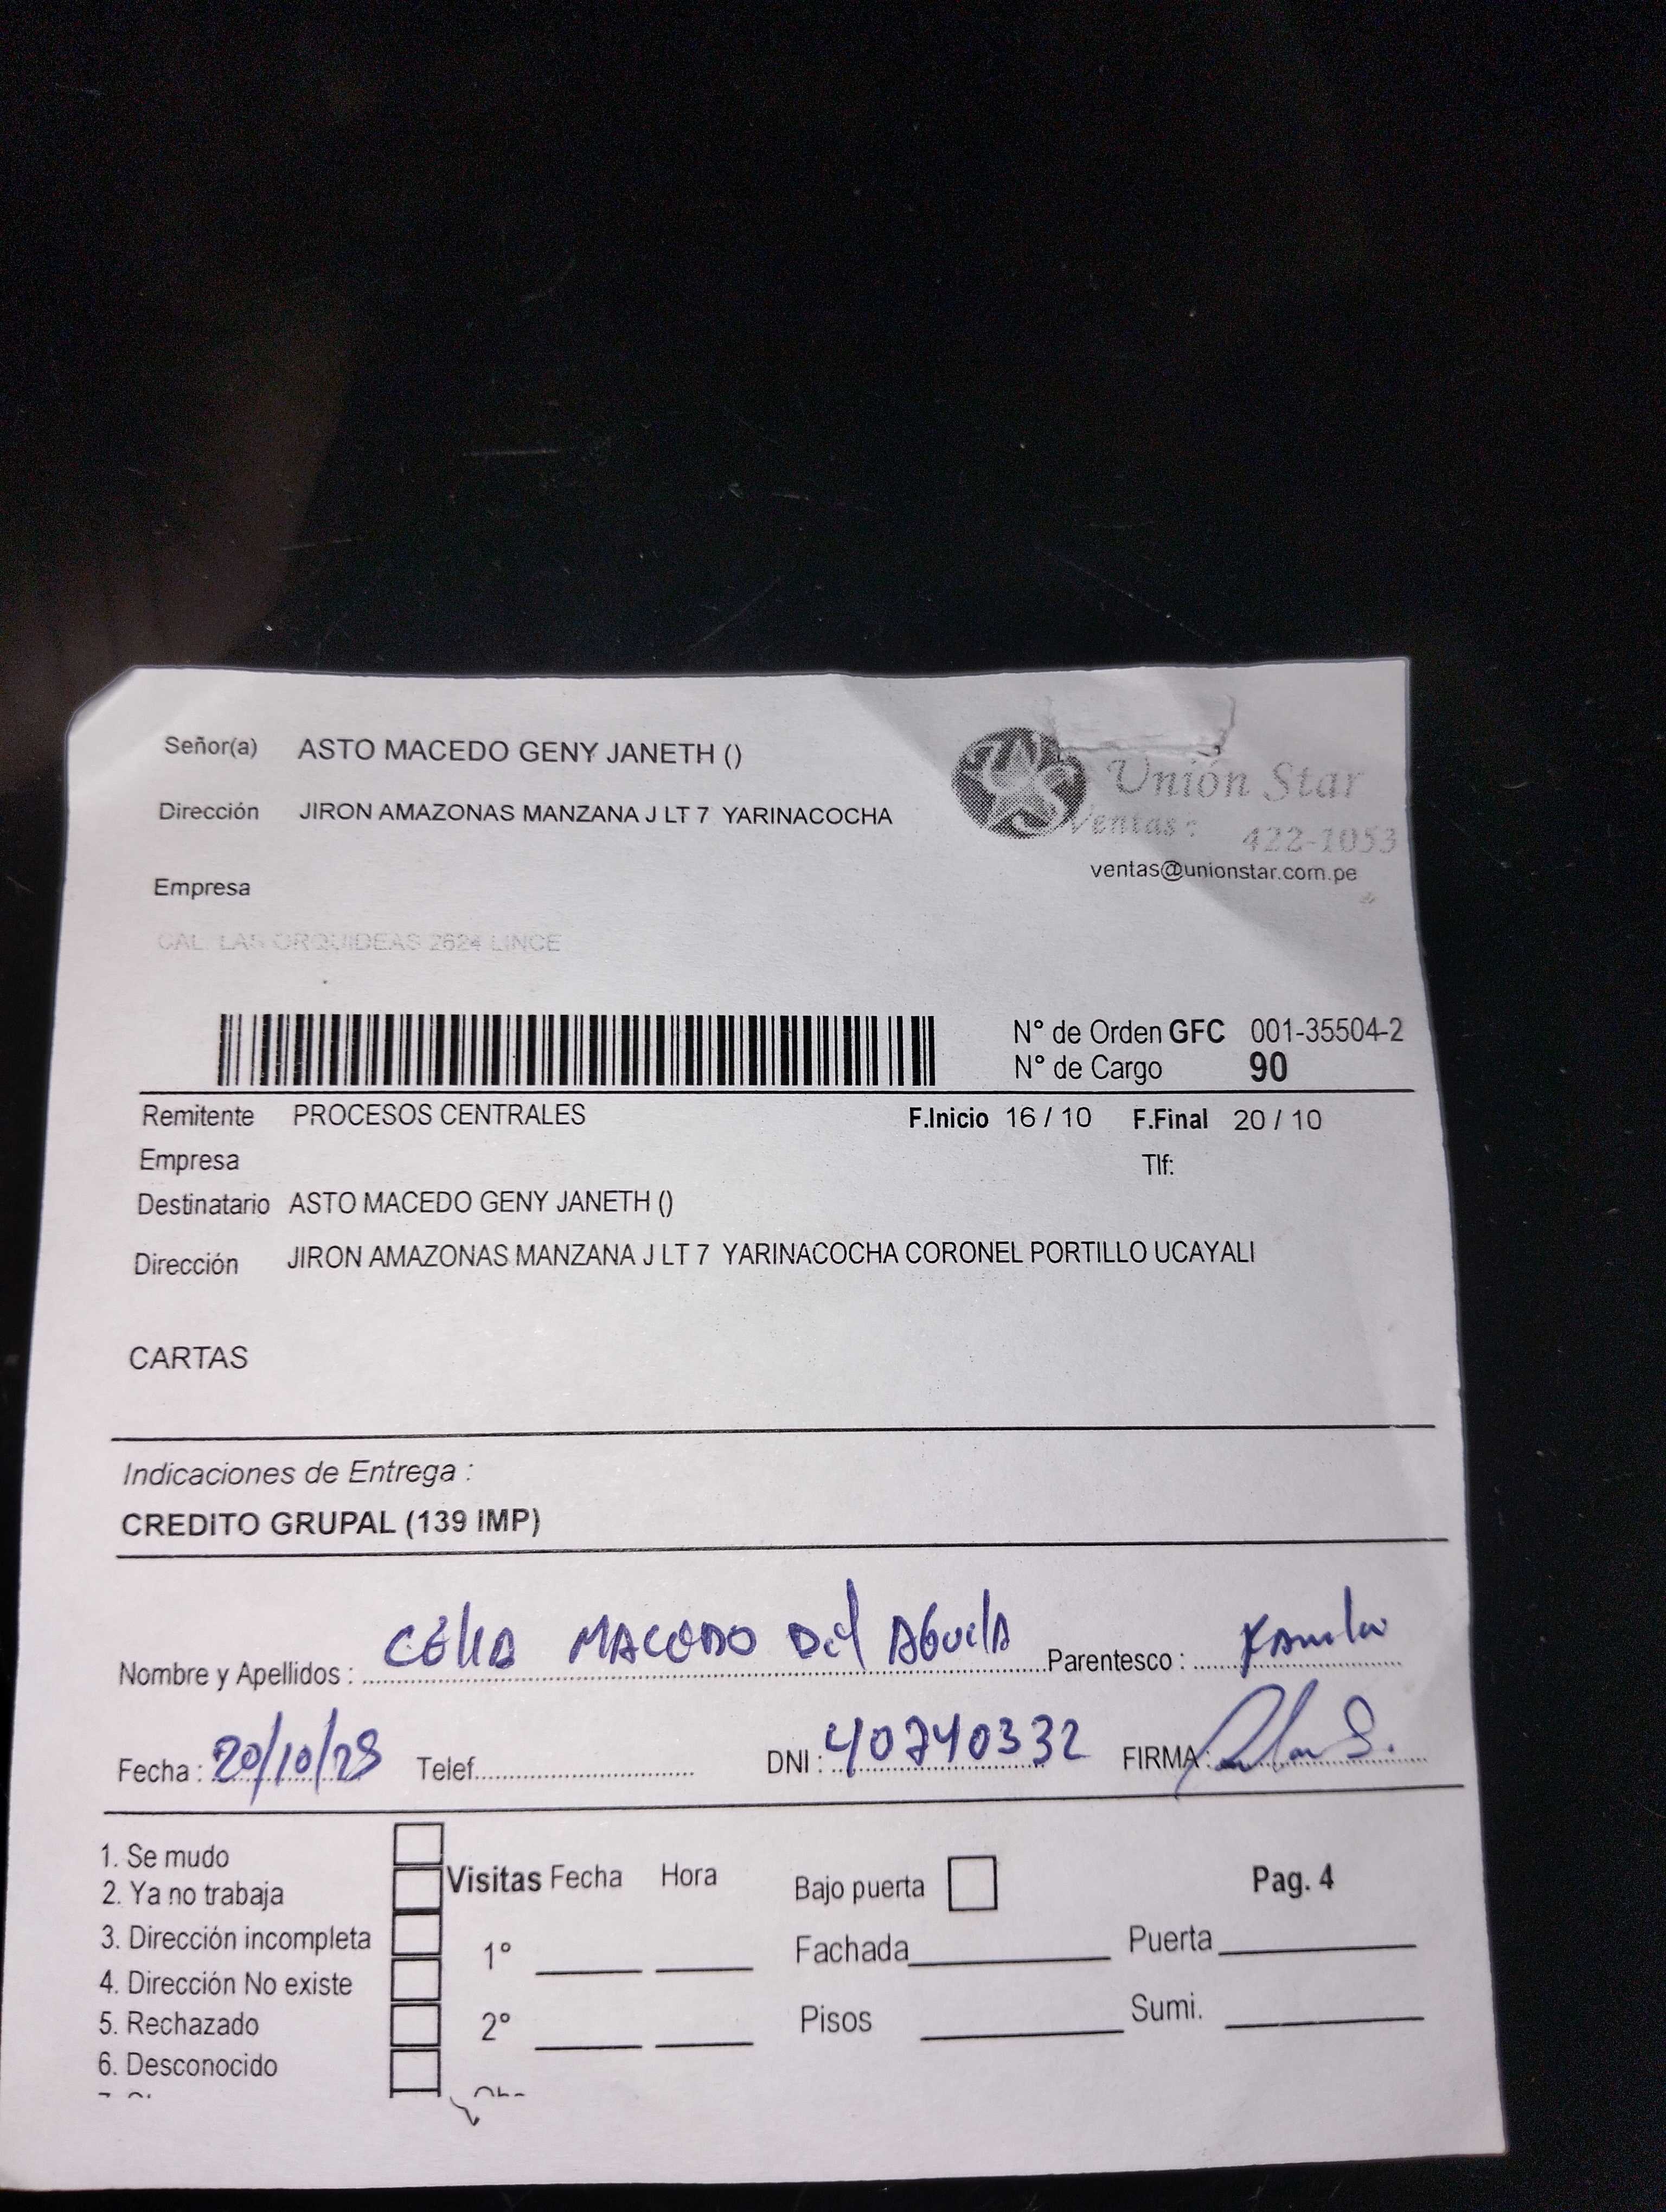 Señor(a) ASTO MACEDO GENY JANETH ()
Unión Star
Dirección JIRON AMAZONAS MANZANA J LT 7 YARINACOCHA
Ventas: 422-1053
ventas@unionstar.com.pe
Empresa
CAL. LAS ORQUIDEAS 2624 LINCE
N° de Orden GFC 001-35504-2
N° de Cargo 90
Remitente PROCESOS CENTRALES F.Inicio 16 / 10 F.Final 20 / 10
Empresa Tlf:
Destinatario ASTO MACEDO GENY JANETH ()
Dirección JIRON AMAZONAS MANZANA J LT 7 YARINACOCHA CORONEL PORTILLO UCAYALI
CARTAS
Indicaciones de Entrega :
CREDITO GRUPAL (139 IMP)
Nombre y Apellidos : CELIA MACEDO Del AGUILA Parentesco :
Fecha : 20/10/ Telef. DNI : 40740332 FIRMA :
1. Se mudo
2. Ya no trabaja
3. Dirección incompleta
4. Dirección No existe
5. Rechazado
6. Desconocido
Visitas Fecha Hora
1°
2°
Bajo puerta Pag. 4
Fachada Puerta
Pisos Sumi.